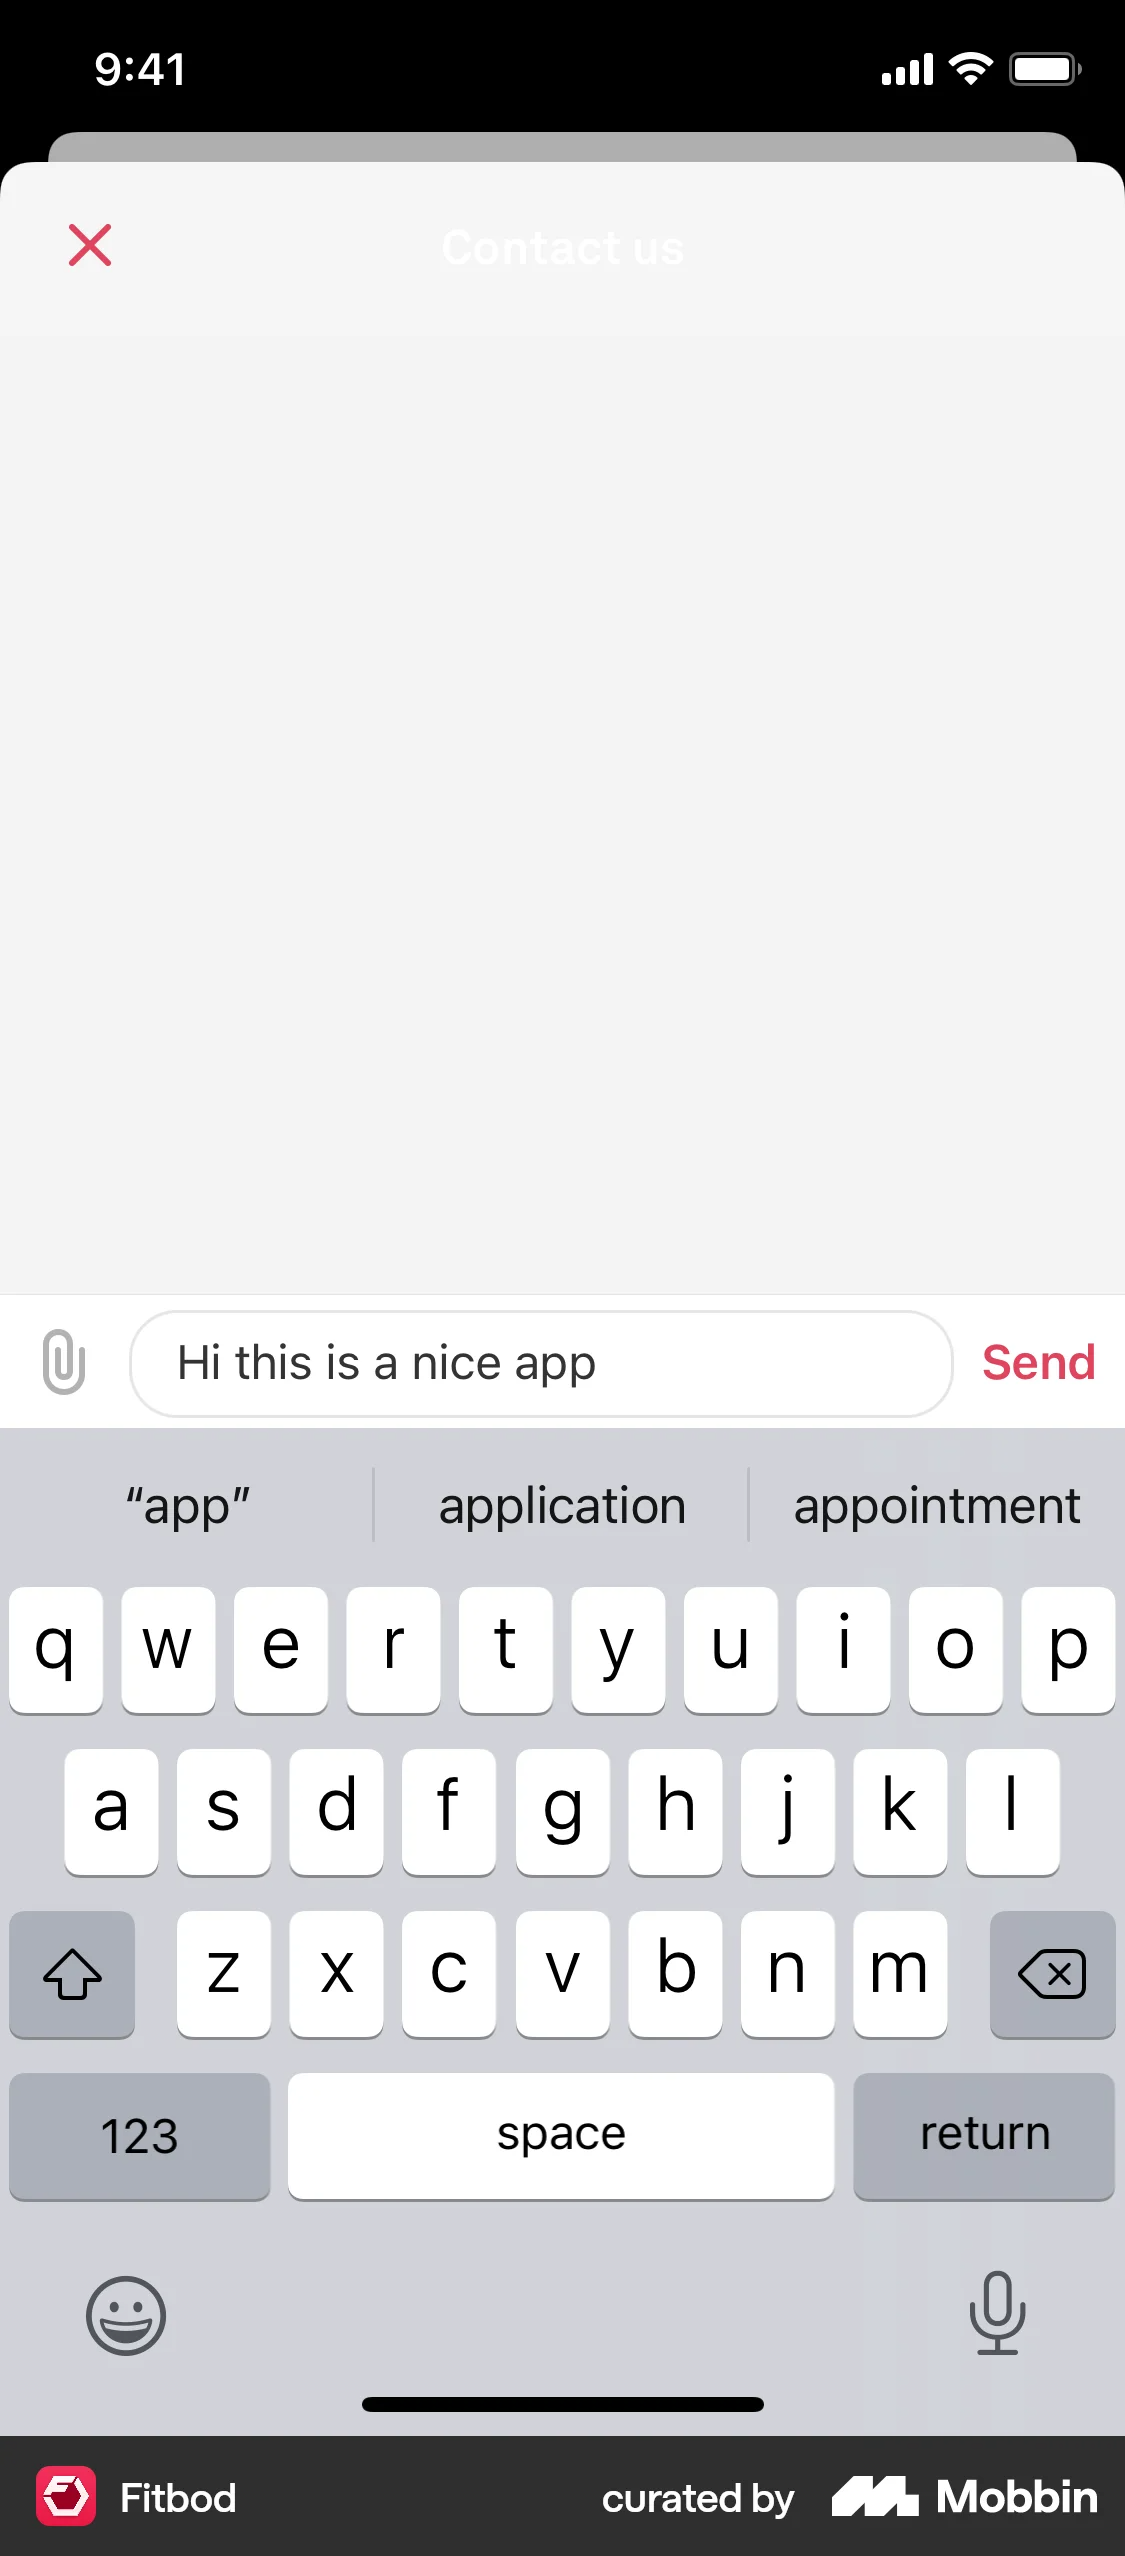 9:41
Contact us
Hi this is a nice app
Send
“app”
application
appointment
q w e r t y u i o p
a s d f g h j k l
z x c v b n m
123
space
return
Fitbod
curated by
Mobbin